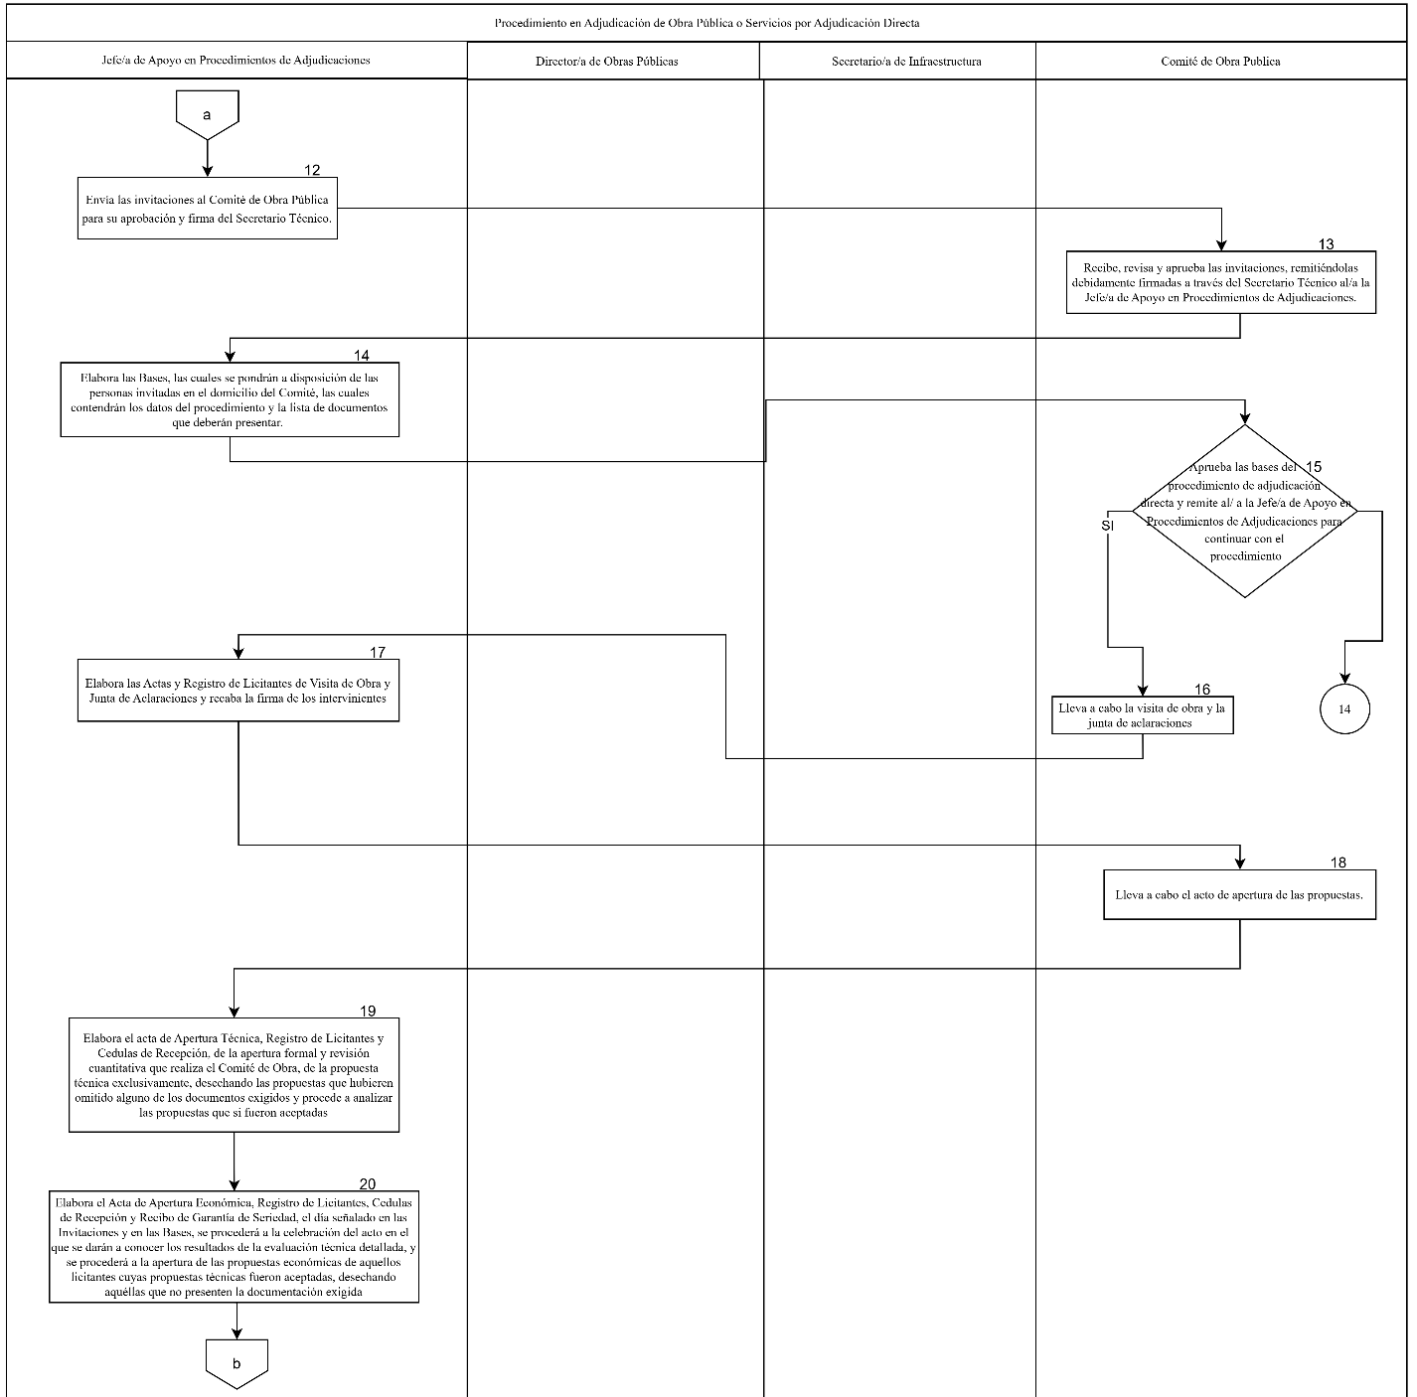 Procedimiento en Adjudicación de Obra Pública o Servicios por Adjudicación Directa
Jefe/a de Apoyo en Procedimientos de Adjudicaciones
Director/a de Obras Públicas
Secretario/a de Infraestructura
Comité de Obra Publica
a
12
Envía las invitaciones al Comité de Obra Pública
para su aprobación y firma del Secretario Técnico.
13
Recibe, revisa y aprueba las invitaciones, remitiéndolas
debidamente firmadas a través del Secretario Técnico al/a la
Jefe/a de Apoyo en Procedimientos de Adjudicaciones.
14
Elabora las Bases, las cuales se pondrán a disposición de las
personas invitadas en el domicilio del Comité, las cuales
contendrán los datos del procedimiento y la lista de documentos
que deberán presentar.
15
Aprueba las bases del
procedimiento de adjudicación
directa y remite al/ a la Jefe/a de Apoyo en
Procedimientos de Adjudicaciones para
continuar con el
procedimiento
SI
17
Elabora las Actas y Registro de Licitantes de Visita de Obra y
Junta de Aclaraciones y recaba la firma de los intervinientes
16
Lleva a cabo la visita de obra y la
junta de aclaraciones
14
18
Lleva a cabo el acto de apertura de las propuestas.
19
Elabora el acta de Apertura Técnica, Registro de Licitantes y
Cedulas de Recepción, de la apertura formal y revisión
cuantitativa que realiza el Comité de Obra, de la propuesta
técnica exclusivamente, desechando las propuestas que hubieren
omitido alguno de los documentos exigidos y procede a analizar
las propuestas que si fueron aceptadas
20
Elabora el Acta de Apertura Económica, Registro de Licitantes, Cedulas
de Recepción y Recibo de Garantía de Seriedad, el día señalado en las
Invitaciones y en las Bases, se procederá a la celebración del acto en el
que se darán a conocer los resultados de la evaluación técnica detallada, y
se procederá a la apertura de las propuestas económicas de aquellos
licitantes cuyas propuestas técnicas fueron aceptadas, desechando
aquéllas que no presenten la documentación exigida
b